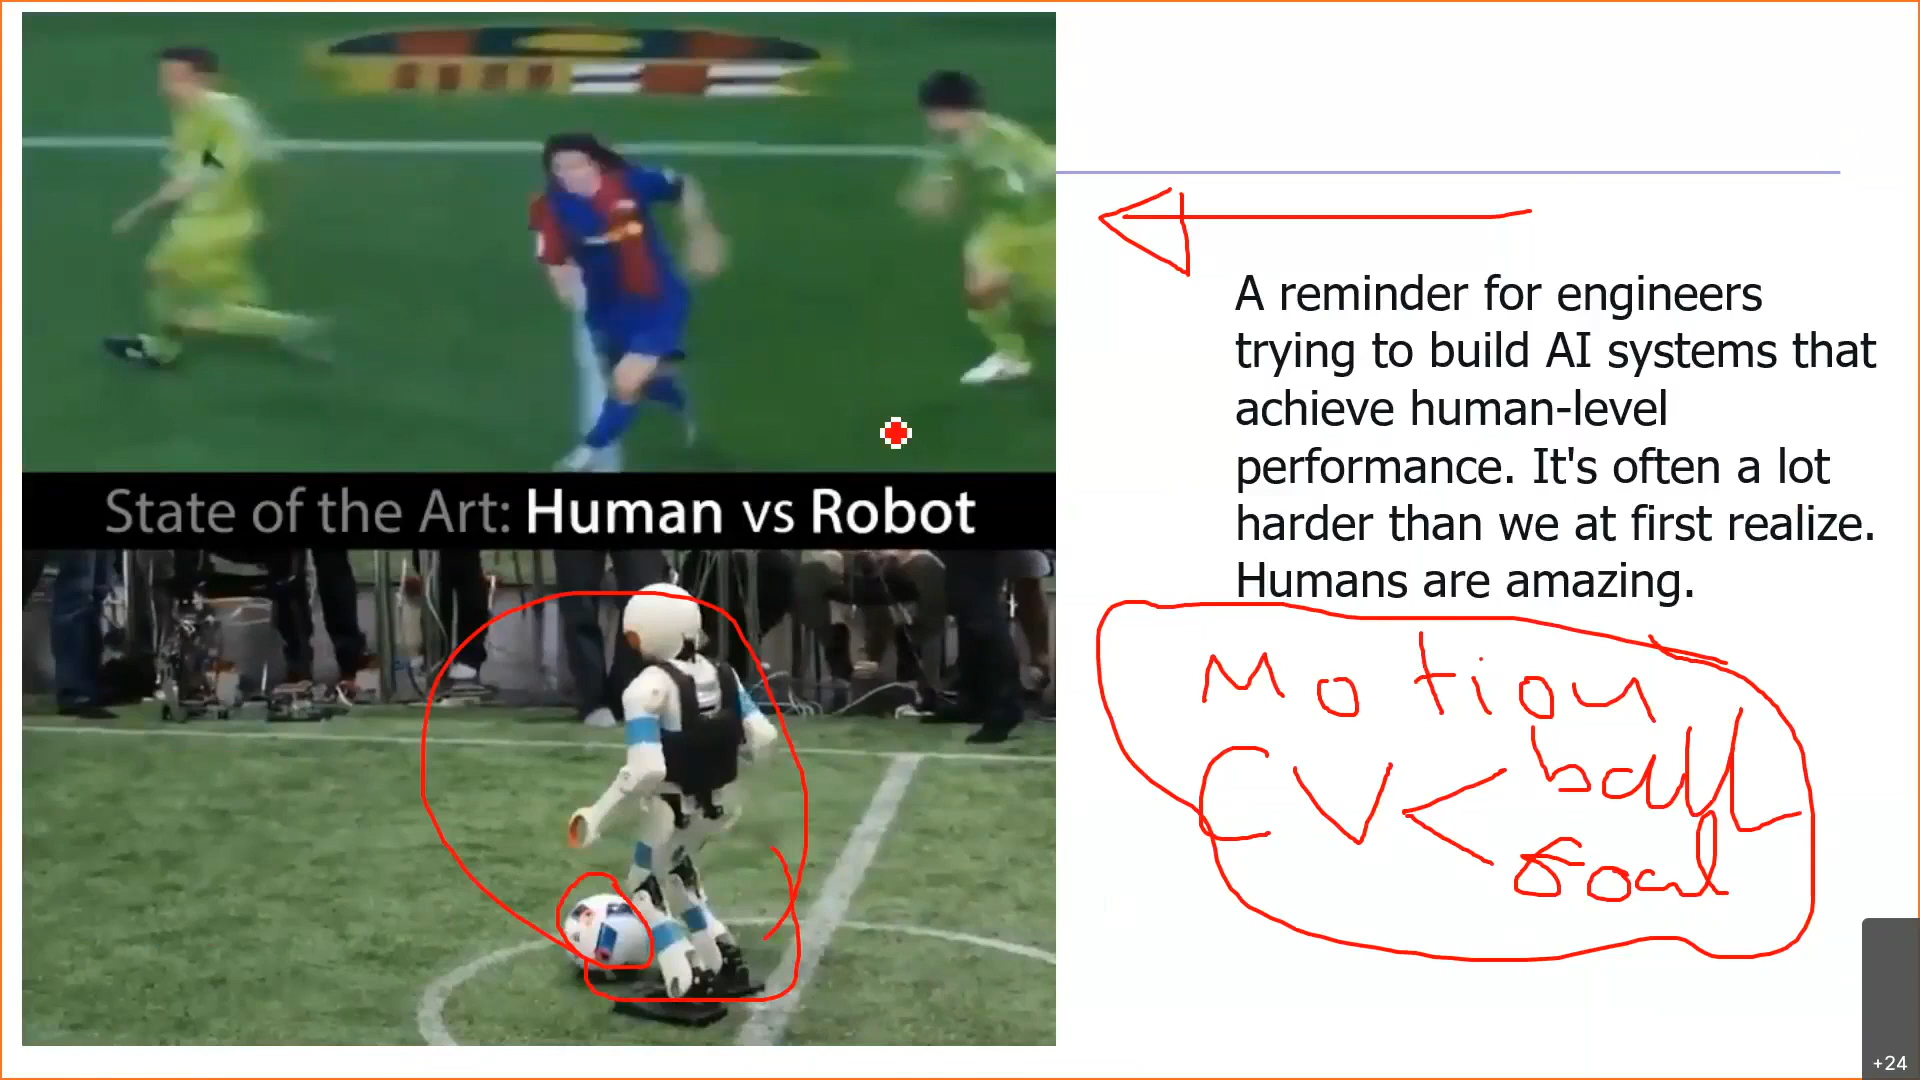 State of the Art: Human vs Robot
A reminder for engineers
trying to build AI systems that
achieve human-level
performance. It's often a lot
harder than we at first realize.
Humans are amazing.
Motion
CV < ball
goal
+24